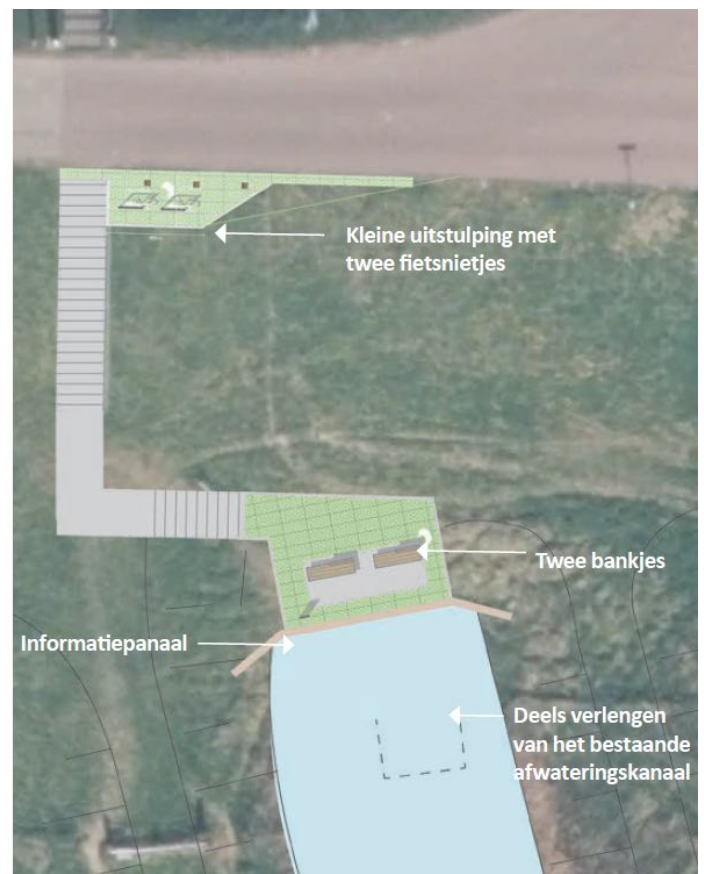 Kleine uitstulping met
twee fietsnietjes
Twee bankjes
Informatiepanaal
Deels verlengen
van het bestaande
afwateringskanaal